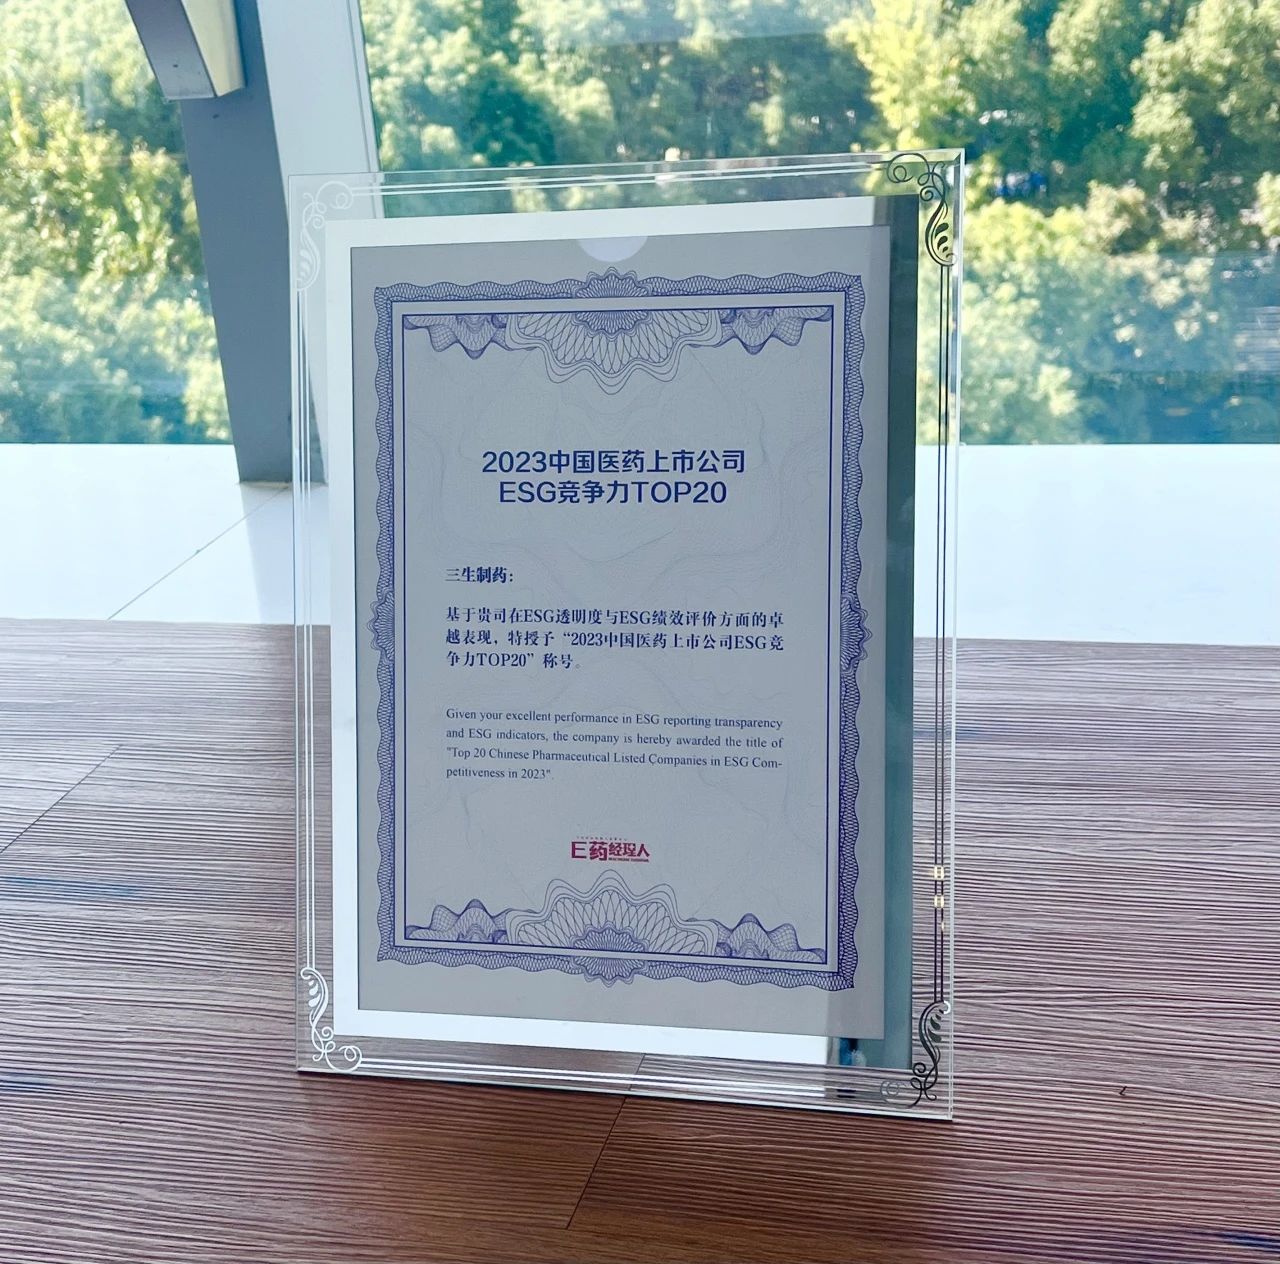 2023中国医药上市公司
ESG竞争力TOP20
三生制药：
基于贵司在ESG透明度与ESG绩效评价方面的卓
越表现，特授予“2023中国医药上市公司ESG竞
争力TOP20”称号。
Given your excellent performance in ESG reporting transparency
and ESG indicators, the company is hereby awarded the title of
"Top 20 Chinese Pharmaceutical Listed Companies in ESG Com-
petitiveness in 2023".
E药经理人